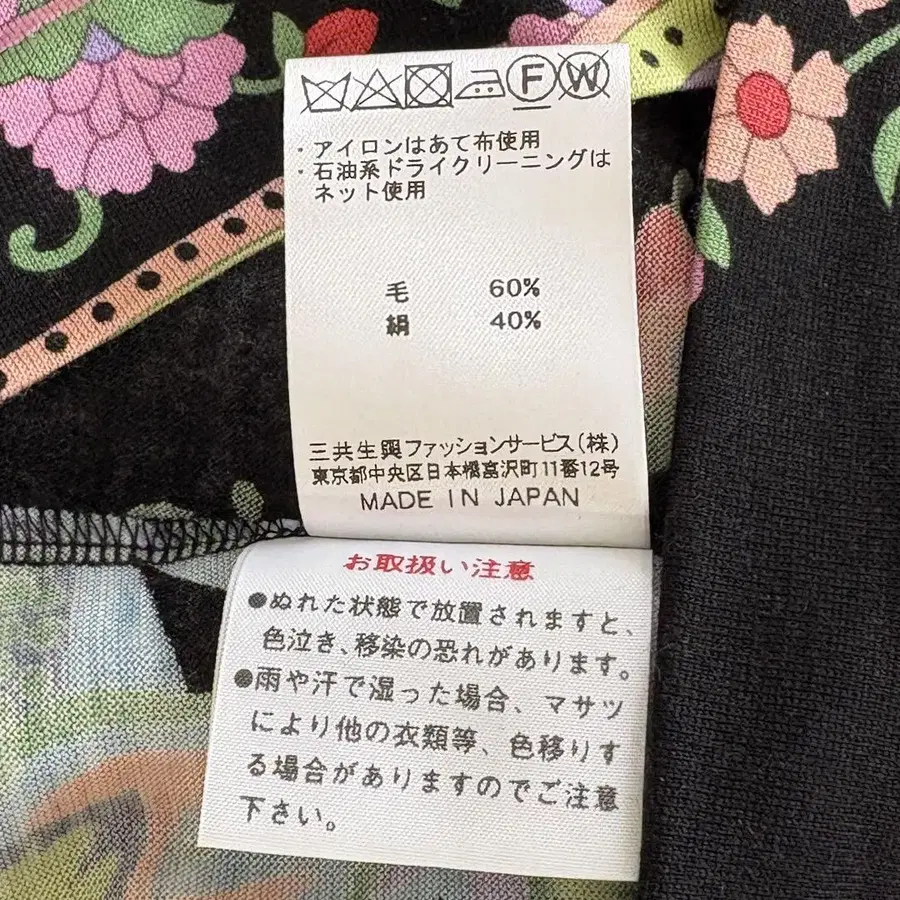 F W
・アイロンはあて布使用
・石油系ドライクリーニングは
ネット使用
毛 60%
絹 40%
三共生興ファッションサービス(株)
東京都中央区日本橋富沢町11番12号
MADE IN JAPAN
お取扱い注意
●ぬれた状態で放置されますと、
色泣き、移染の恐れがあります。
●雨や汗で湿った場合、マサツ
により他の衣類等、色移りす
る場合がありますのでご注意
下さい。